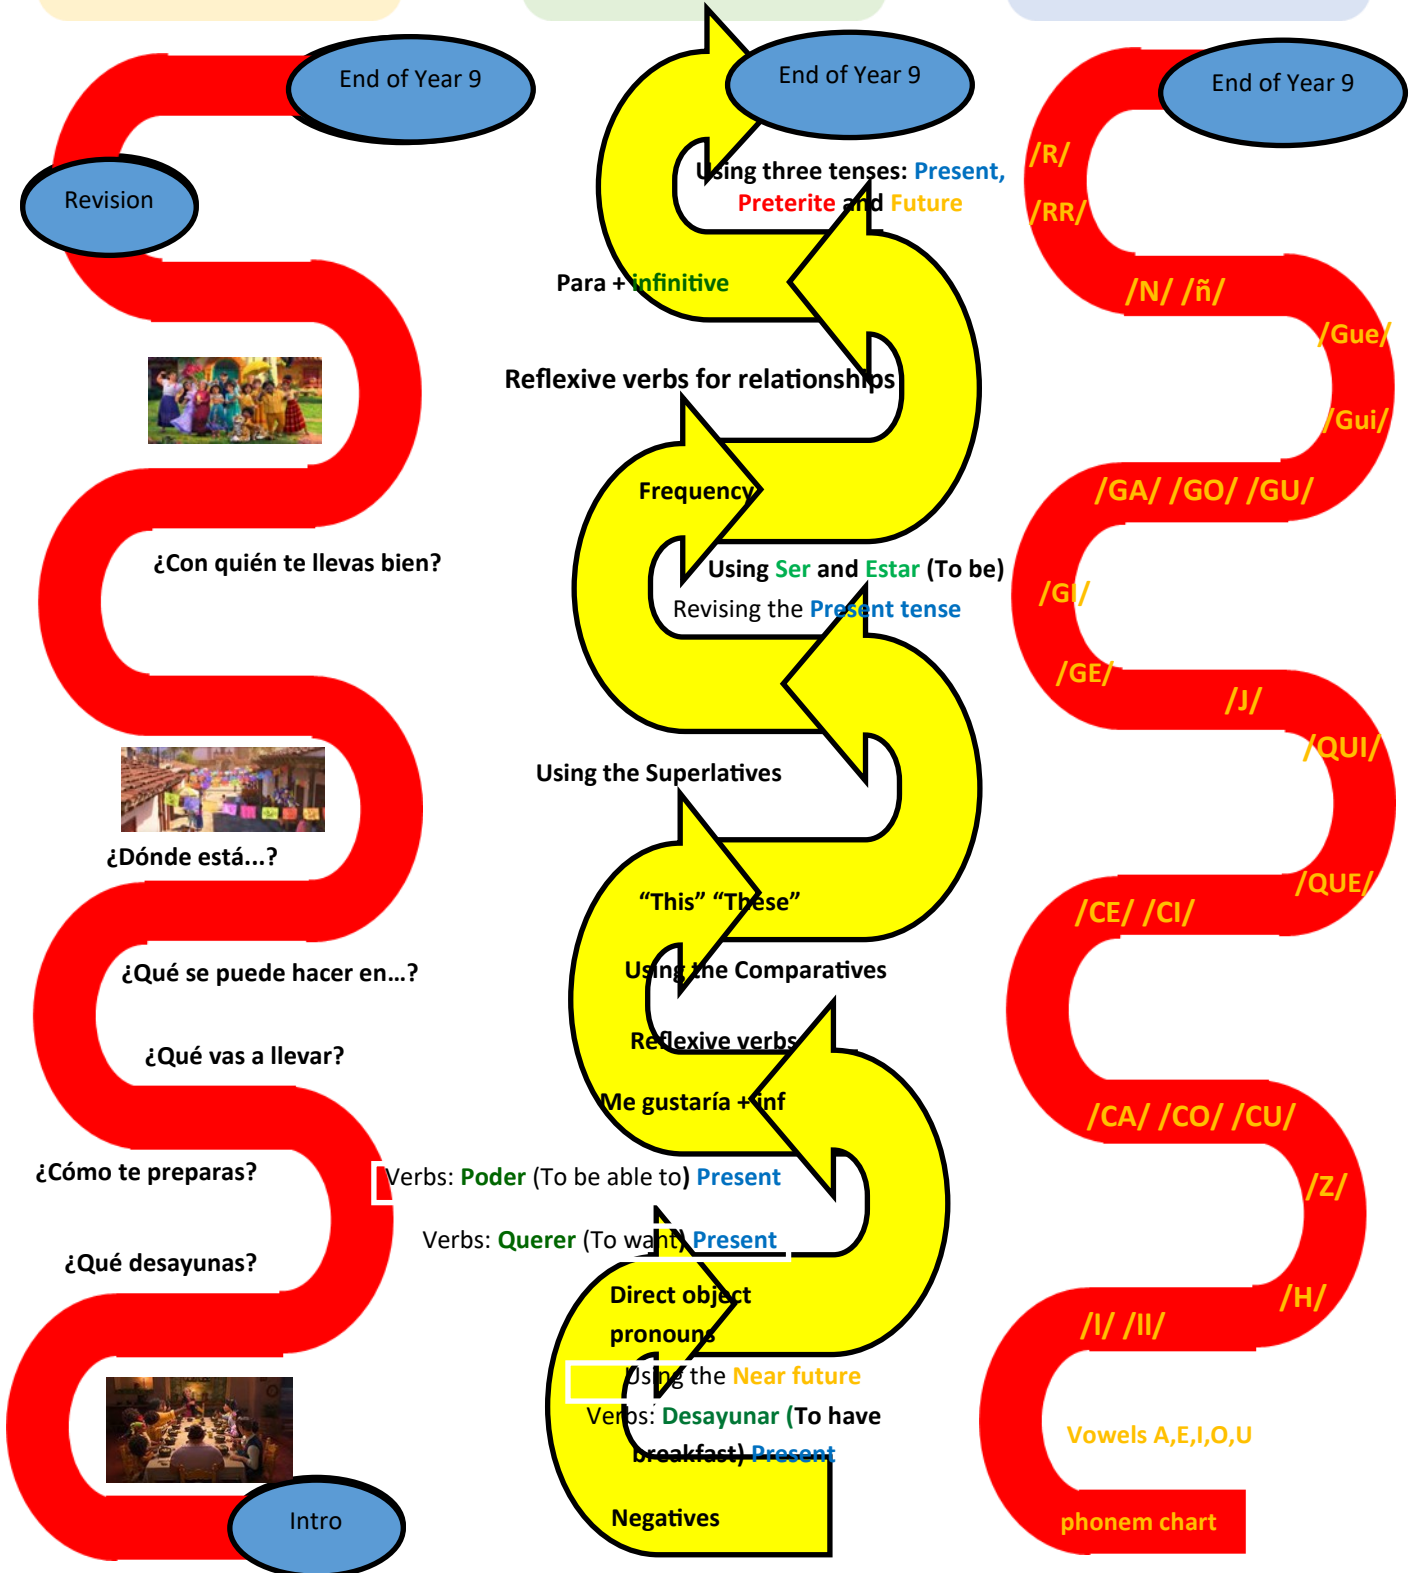 End of Year 9
Revision
¿Con quién te llevas bien?
¿Dónde está...?
¿Qué se puede hacer en...?
¿Qué vas a llevar?
¿Cómo te preparas?
¿Qué desayunas?
Intro
End of Year 9
Using three tenses: Present,
Preterite and Future
Para + infinitive
Reflexive verbs for relationships
Frequency
Using Ser and Estar (To be)
Revising the Present tense
Using the Superlatives
“This” “These”
Using the Comparatives
Reflexive verbs
Me gustaría + inf
Verbs: Poder (To be able to) Present
Verbs: Querer (To want) Present
Direct object
pronouns
Using the Near future
Verbs: Desayunar (To have
breakfast) Present
Negatives
End of Year 9
/R/
/RR/
/N/ /ñ/
/Gue/
/Gui/
/GA/ /GO/ /GU/
/GI/
/GE/
/J/
/QUI/
/QUE/
/CE/ /CI/
/CA/ /CO/ /CU/
/Z/
/H/
/l/ /ll/
Vowels A,E,I,O,U
phonem chart